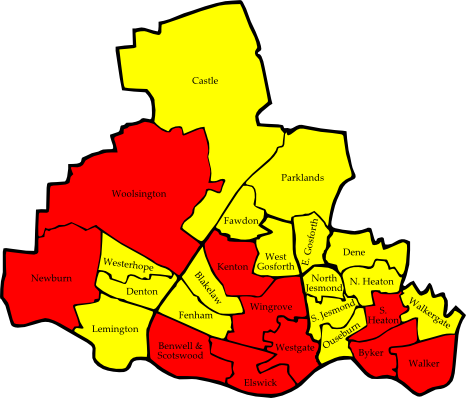 Castle
Woolsington
Parklands
Fawdon
E. Gosforth
Dene
Westerhope
Newburn
Kenton
West
Gosforth
Denton
Blakelaw
North
Jesmond
N. Heaton
Wingrove
S. Jesmond
S.
Heaton
Walkergate
Lemington
Fenham
Ouseburn
Benwell &
Scotswood
Westgate
Byker
Walker
Elswick